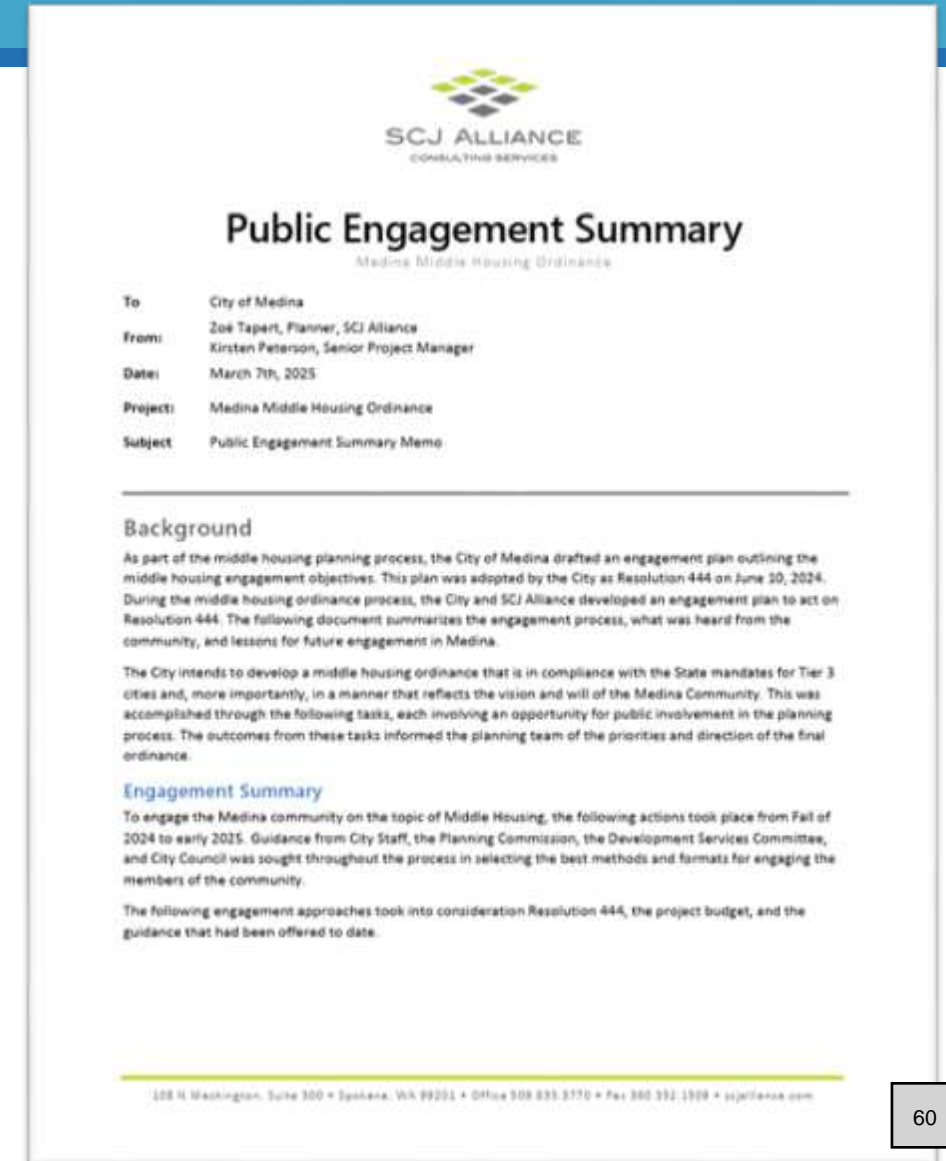 SCJ ALLIANCE
CONSULTING SERVICES
Public Engagement Summary
Medina Middle Housing Ordinance
To City of Medina
From: Zoë Tapert, Planner, SCJ Alliance
Kirsten Peterson, Senior Project Manager
Date: March 7th, 2025
Project: Medina Middle Housing Ordinance
Subject Public Engagement Summary Memo
Background
As part of the middle housing planning process, the City of Medina drafted an engagement plan outlining the
middle housing engagement objectives. This plan was adopted by the City as Resolution 444 on June 10, 2024.
During the middle housing ordinance process, the City and SCJ Alliance developed an engagement plan to act on
Resolution 444. The following document summarizes the engagement process, what was heard from the
community, and lessons for future engagement in Medina.
The City intends to develop a middle housing ordinance that is in compliance with the State mandates for Tier 3
cities and, more importantly, in a manner that reflects the vision and will of the Medina Community. This was
accomplished through the following tasks, each involving an opportunity for public involvement in the planning
process. The outcomes from these tasks informed the planning team of the priorities and direction of the final
ordinance.
Engagement Summary
To engage the Medina community on the topic of Middle Housing, the following actions took place from Fall of
2024 to early 2025. Guidance from City Staff, the Planning Commission, the Development Services Committee,
and City Council was sought throughout the process in selecting the best methods and formats for engaging the
members of the community.
The following engagement approaches took into consideration Resolution 444, the project budget, and the
guidance that had been offered to date.
N Washington, Suite 300 • Spokane, WA 99201 • Office • Fax • scjalliance.com
60